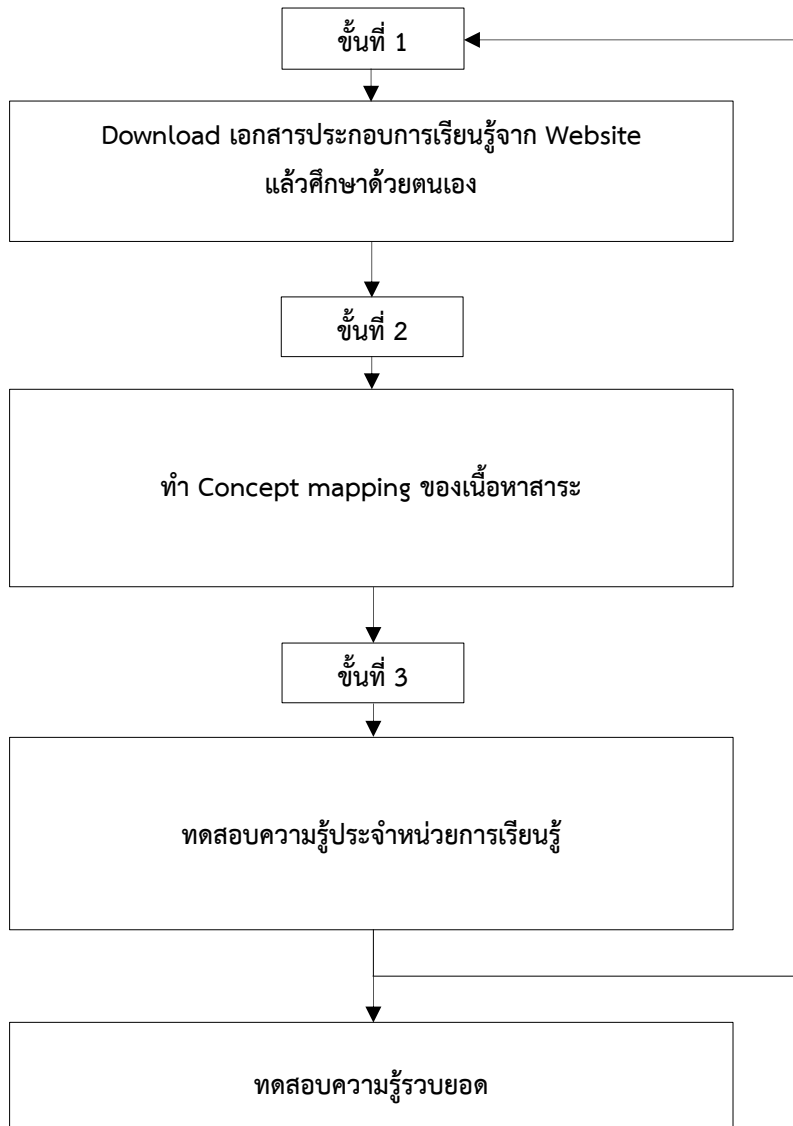 ขั้นที่ 1
Download เอกสารประกอบการเรียนรู้จาก Website
แล้วศึกษาด้วยตนเอง
ขั้นที่ 2
ทำ Concept mapping ของเนื้อหาสาระ
ขั้นที่ 3
ทดสอบความรู้ประจำหน่วยการเรียนรู้
ทดสอบความรู้รวบยอด